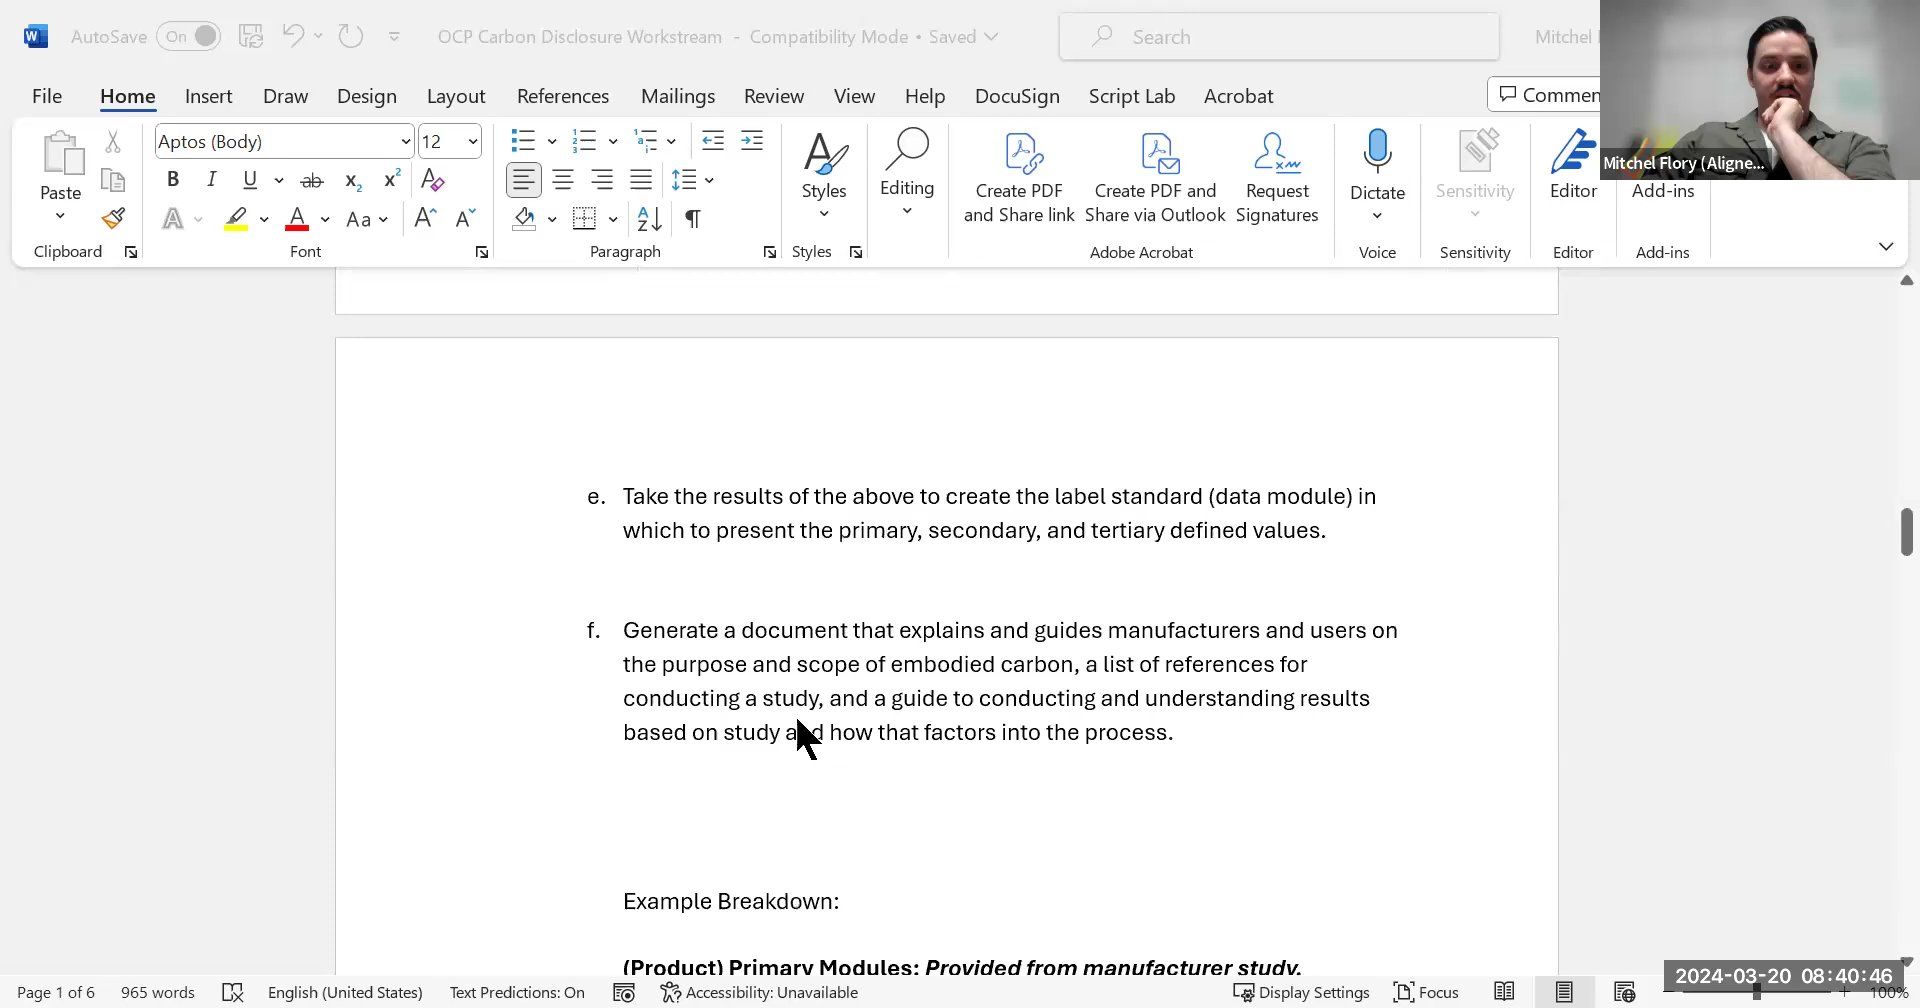 AutoSave On OCP Carbon Disclosure Workstream - Compatibility Mode • Saved Search Mitchel
File Home Insert Draw Design Layout References Mailings Review View Help DocuSign Script Lab Acrobat Commen
Mitchel Flory (Aligne...
Aptos (Body) 12
Paste Styles Editing Create PDF and Share link Create PDF and Share via Outlook Request Signatures Dictate Sensitivity Editor Add-ins
Clipboard Font Paragraph Styles Adobe Acrobat Voice Sensitivity Editor Add-ins
e. Take the results of the above to create the label standard (data module) in
which to present the primary, secondary, and tertiary defined values.
f. Generate a document that explains and guides manufacturers and users on
the purpose and scope of embodied carbon, a list of references for
conducting a study, and a guide to conducting and understanding results
based on study and how that factors into the process.
Example Breakdown:
(Product) Primary Modules: Provided from manufacturer study.
2024-03-20 08:40:46
Page 1 of 6 965 words English (United States) Text Predictions: On Accessibility: Unavailable Display Settings Focus 100%